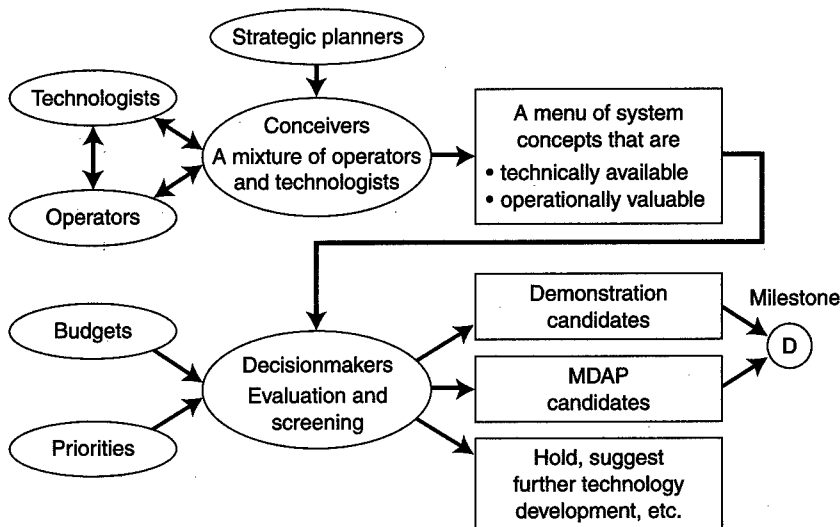 Strategic planners
Technologists
Conceivers
A mixture of operators
and technologists
Operators
A menu of system
concepts that are
• technically available
• operationally valuable
Budgets
Priorities
Decisionmakers
Evaluation and
screening
Demonstration
candidates
MDAP
candidates
Hold, suggest
further technology
development, etc.
Milestone
D